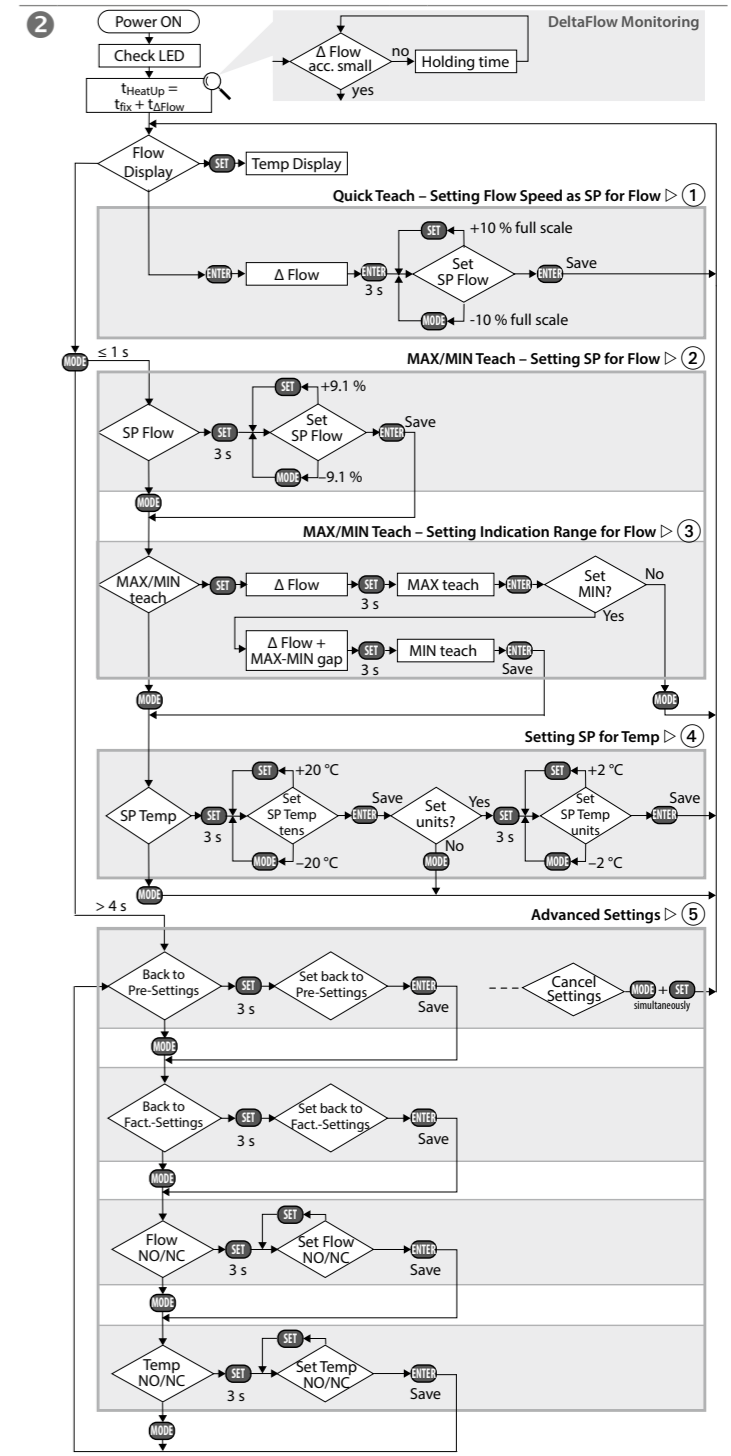 2
Power ON
Check LED
tHeatUp =
tfix + tΔFlow
DeltaFlow Monitoring
Δ Flow
acc. small
no
Holding time
yes
Flow
Display
SET
Temp Display
Quick Teach – Setting Flow Speed as SP for Flow ▷ 1
SET
+10 % full scale
ENTER
Δ Flow
ENTER
3 s
Set
SP Flow
ENTER
Save
MODE
-10 % full scale
MODE
≤ 1 s
MAX/MIN Teach – Setting SP for Flow ▷ 2
SET
+9.1 %
SP Flow
SET
3 s
Set
SP Flow
ENTER
Save
MODE
–9.1 %
MODE
MAX/MIN Teach – Setting Indication Range for Flow ▷ 3
MAX/MIN
teach
SET
Δ Flow
SET
3 s
MAX teach
ENTER
Set
MIN?
No
Yes
Δ Flow +
MAX-MIN gap
SET
3 s
MIN teach
ENTER
Save
MODE
MODE
Setting SP for Temp ▷ 4
SET
+20 °C
SET
+2 °C
SP Temp
SET
3 s
Set
SP Temp
tens
ENTER
Save
Set
units?
Yes
SET
3 s
Set
SP Temp
units
ENTER
Save
MODE
–20 °C
No
MODE
MODE
–2 °C
MODE
> 4 s
Advanced Settings ▷ 5
Back to
Pre-Settings
SET
3 s
Set back to
Pre-Settings
ENTER
Save
Cancel
Settings
MODE + SET
simultaneously
MODE
Back to
Fact.-Settings
SET
3 s
Set back to
Fact.-Settings
ENTER
Save
MODE
SET
Flow
NO/NC
SET
3 s
Set Flow
NO/NC
ENTER
Save
MODE
SET
Temp
NO/NC
SET
3 s
Set Temp
NO/NC
ENTER
Save
MODE